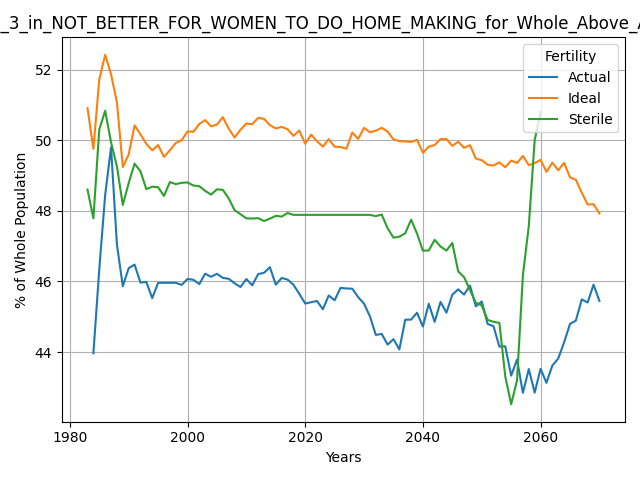 _3_in_NOT_BETTER_FOR_WOMEN_TO_DO_HOME_MAKING_for_Whole_Above_A
Fertility
Actual
Ideal
Sterile
% of Whole Population
52
50
48
46
44
1980
2000
2020
2040
2060
Years